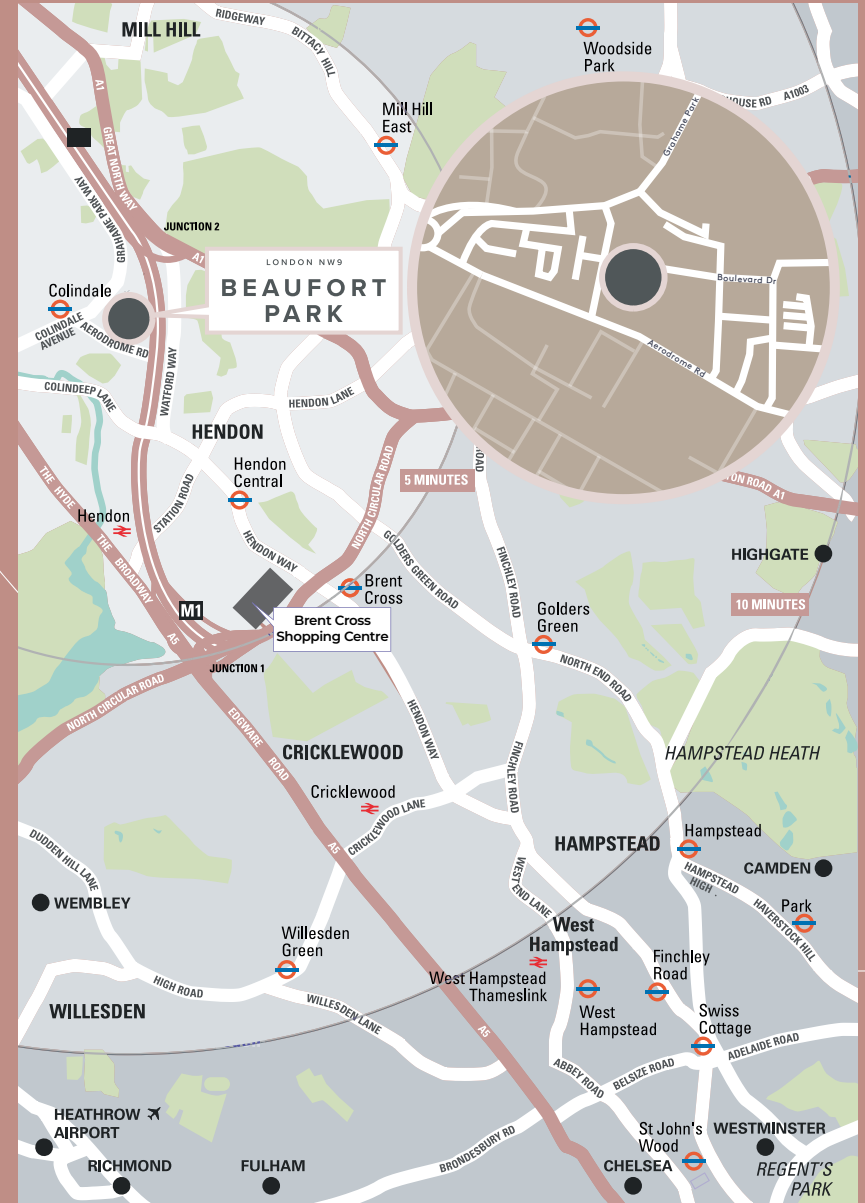 MILL HILL
RIDGEWAY
BITTACY HILL
Woodside
Park
HOUSE RD A1003
A1
GREAT NORTH WAY
Mill Hill
East
Grahame Park
GRAHAME PARK WAY
JUNCTION 2
A1
LONDON NW9
BEAUFORT
PARK
Boulevard Dr
Aerodrome Rd
Colindale
COLINDALE
AVENUE
AERODROME RD
WATFORD WAY
COLINDEEP LANE
HENDON LANE
HENDON
Hendon
Central
5 MINUTES
ROAD
TON ROAD A1
THE HYDE
Hendon
STATION ROAD
NORTH CIRCULAR ROAD
HENDON WAY
GOLDERS GREEN ROAD
FINCHLEY ROAD
HIGHGATE
THE BROADWAY
Brent
Cross
10 MINUTES
M1
Brent Cross
Shopping Centre
Golders
Green
A5
JUNCTION 1
NORTH END ROAD
NORTH CIRCULAR ROAD
EDGWARE ROAD
HENDON WAY
CRICKLEWOOD
FINCHLEY ROAD
HAMPSTEAD HEATH
Cricklewood
CRICKLEWOOD LANE
A5
DUDDEN HILL LANE
HAMPSTEAD
Hampstead
HAMPSTEAD
HIGH
CAMDEN
WEST END LANE
WEMBLEY
Park
HAVERSTOCK HILL
Willesden
Green
West
Hampstead
Finchley
Road
West Hampstead
Thameslink
HIGH ROAD
WILLESDEN
WILLESDEN LANE
West
Hampstead
Swiss
Cottage
A5
ADELAIDE ROAD
BELSIZE ROAD
ABBEY ROAD
HEATHROW
AIRPORT
BRONDESBURY RD
St John's
Wood
WESTMINSTER
RICHMOND
FULHAM
CHELSEA
REGENT'S
PARK